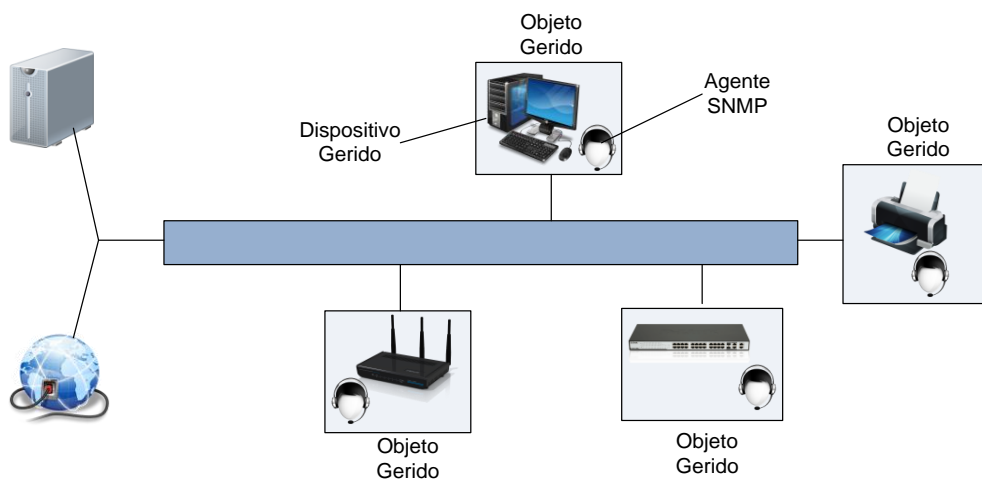 Objeto
Gerido
Agente
SNMP
Dispositivo
Gerido
Objeto
Gerido
Objeto
Gerido
Objeto
Gerido